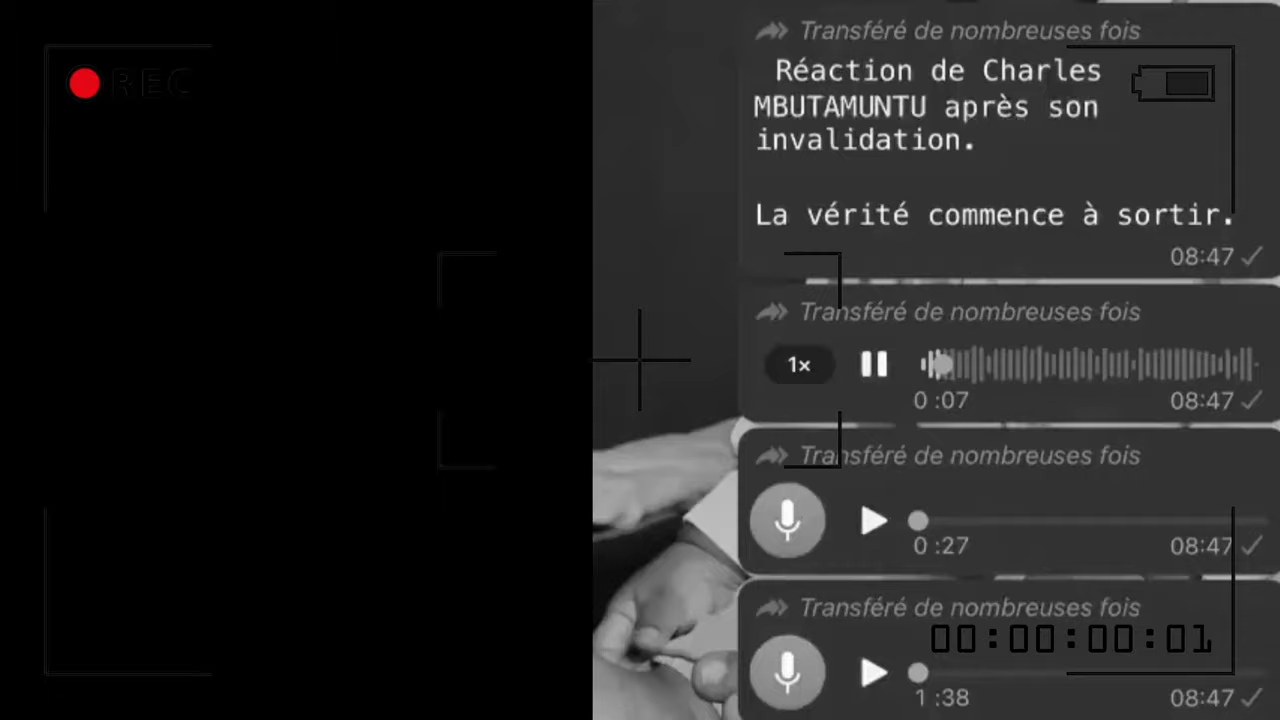 REC
Transféré de nombreuses fois
Réaction de Charles
MBUTAMUNTU après son
invalidation.
La vérité commence à sortir.
08:47
Transféré de nombreuses fois
1×
0 :07
08:47
Transféré de nombreuses fois
0 :27
08:47
Transféré de nombreuses fois
00:00:00:01
1 :38
08:47